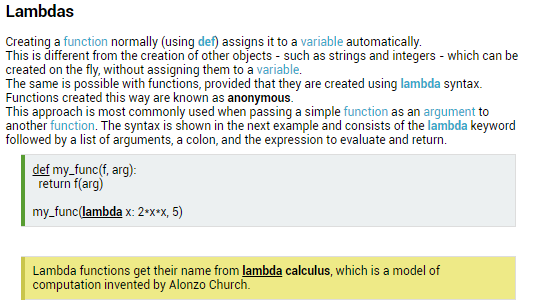 Lambdas
Creating a function normally (using def) assigns it to a variable automatically.
This is different from the creation of other objects - such as strings and integers - which can be
created on the fly, without assigning them to a variable.
The same is possible with functions, provided that they are created using lambda syntax.
Functions created this way are known as anonymous.
This approach is most commonly used when passing a simple function as an argument to
another function. The syntax is shown in the next example and consists of the lambda keyword
followed by a list of arguments, a colon, and the expression to evaluate and return.
def my_func(f, arg):
  return f(arg)
my_func(lambda x: 2*x*x, 5)
Lambda functions get their name from lambda calculus, which is a model of
computation invented by Alonzo Church.